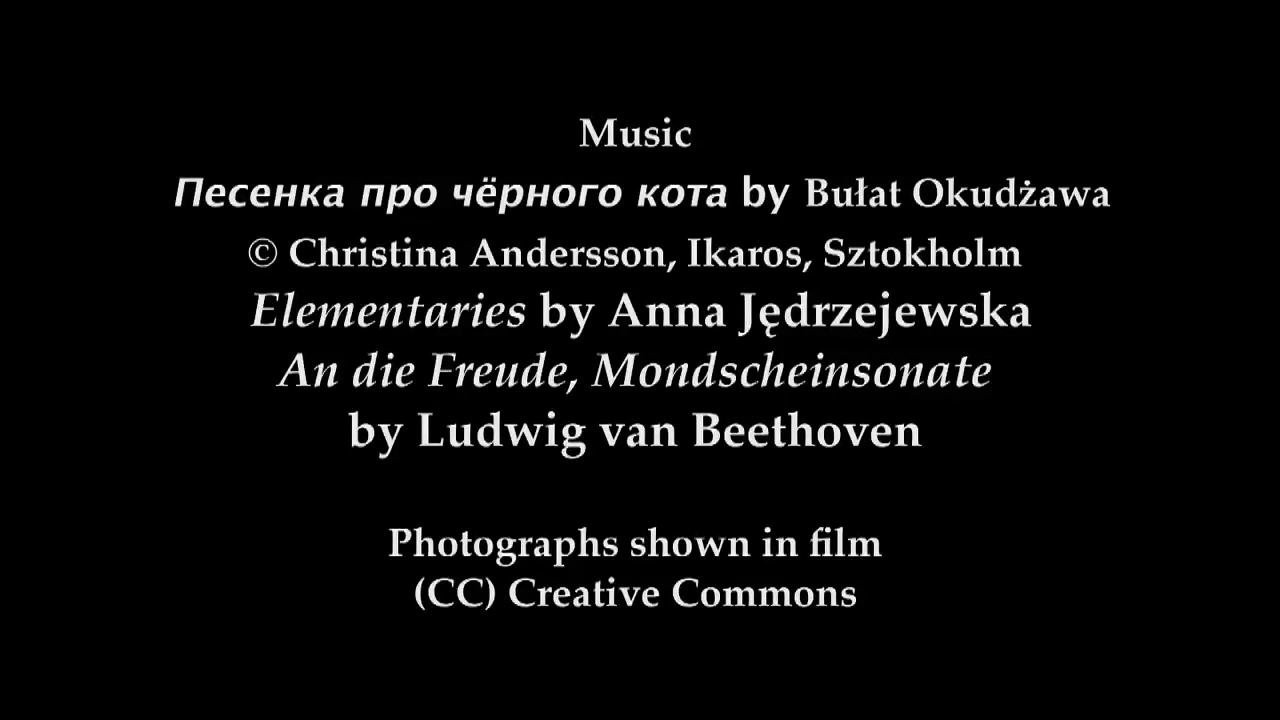 Music
Песенка про чёрного кота by Bułat Okudżawa
© Christina Andersson, Ikaros, Sztokholm
Elementaries by Anna Jędrzejewska
An die Freude, Mondscheinsonate
by Ludwig van Beethoven
Photographs shown in film
(CC) Creative Commons